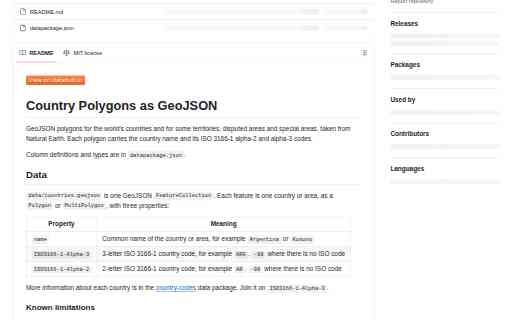 Report repository
README.md
datapackage.json
README
MIT license
Releases
Packages
Used by
Contributors
Languages
Country Polygons as GeoJSON
GeoJSON polygons for the world's countries and for some territories, disputed areas and special areas, taken from
Natural Earth. Each polygon carries the country name and its ISO 3166-1 alpha-2 and alpha-3 codes.
Column definitions and types are in datapackage.json.
Data
data/countries.geojson is one GeoJSON FeatureCollection. Each feature is one country or area, as a
Polygon or MultiPolygon, with three properties:
Property Meaning
name Common name of the country or area, for example Argentina or Kosovo
ISO3166-1-Alpha-3 3-letter ISO 3166-1 country code, for example -99 where there is no ISO code
ISO3166-1-Alpha-2 2-letter ISO 3166-1 country code, for example -99 where there is no ISO code
More information about each country is in the country-codes data package. Join it on ISO3166-1-Alpha-3.
Known limitations